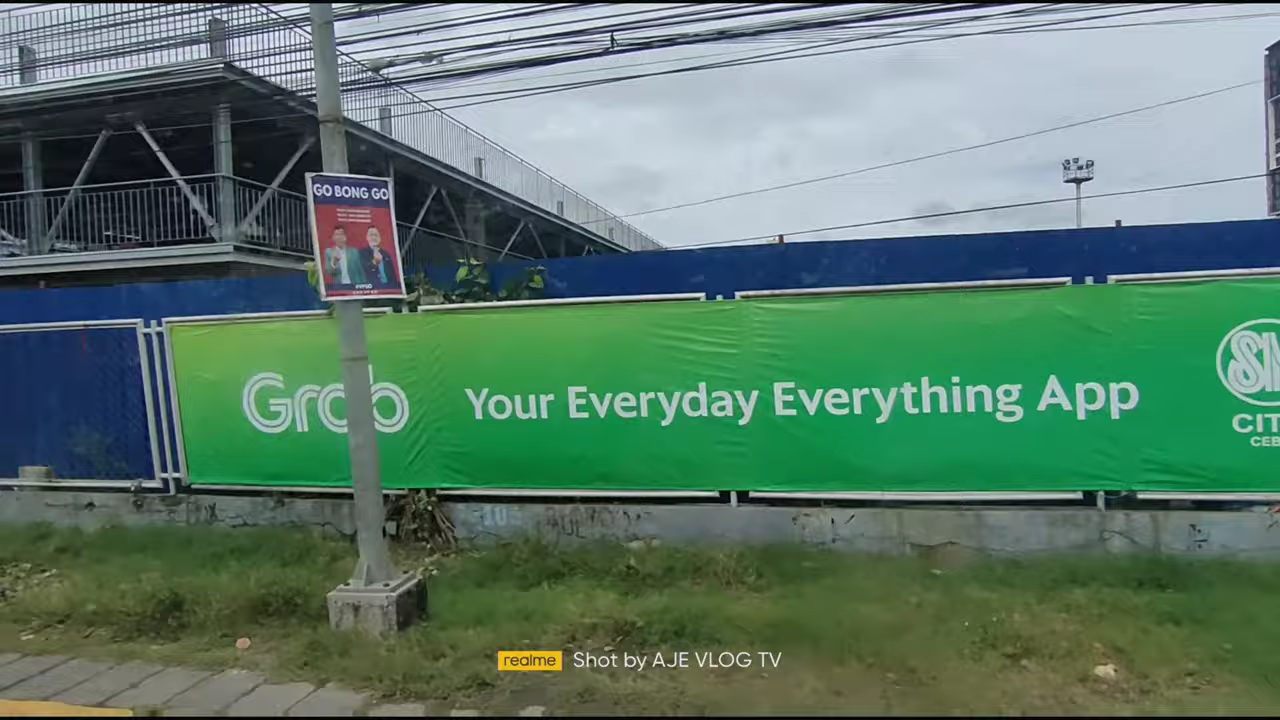 GO BONG GO
Grab
Your Everyday Everything App
SM
CIT
CEB
realme
Shot by AJE VLOG TV